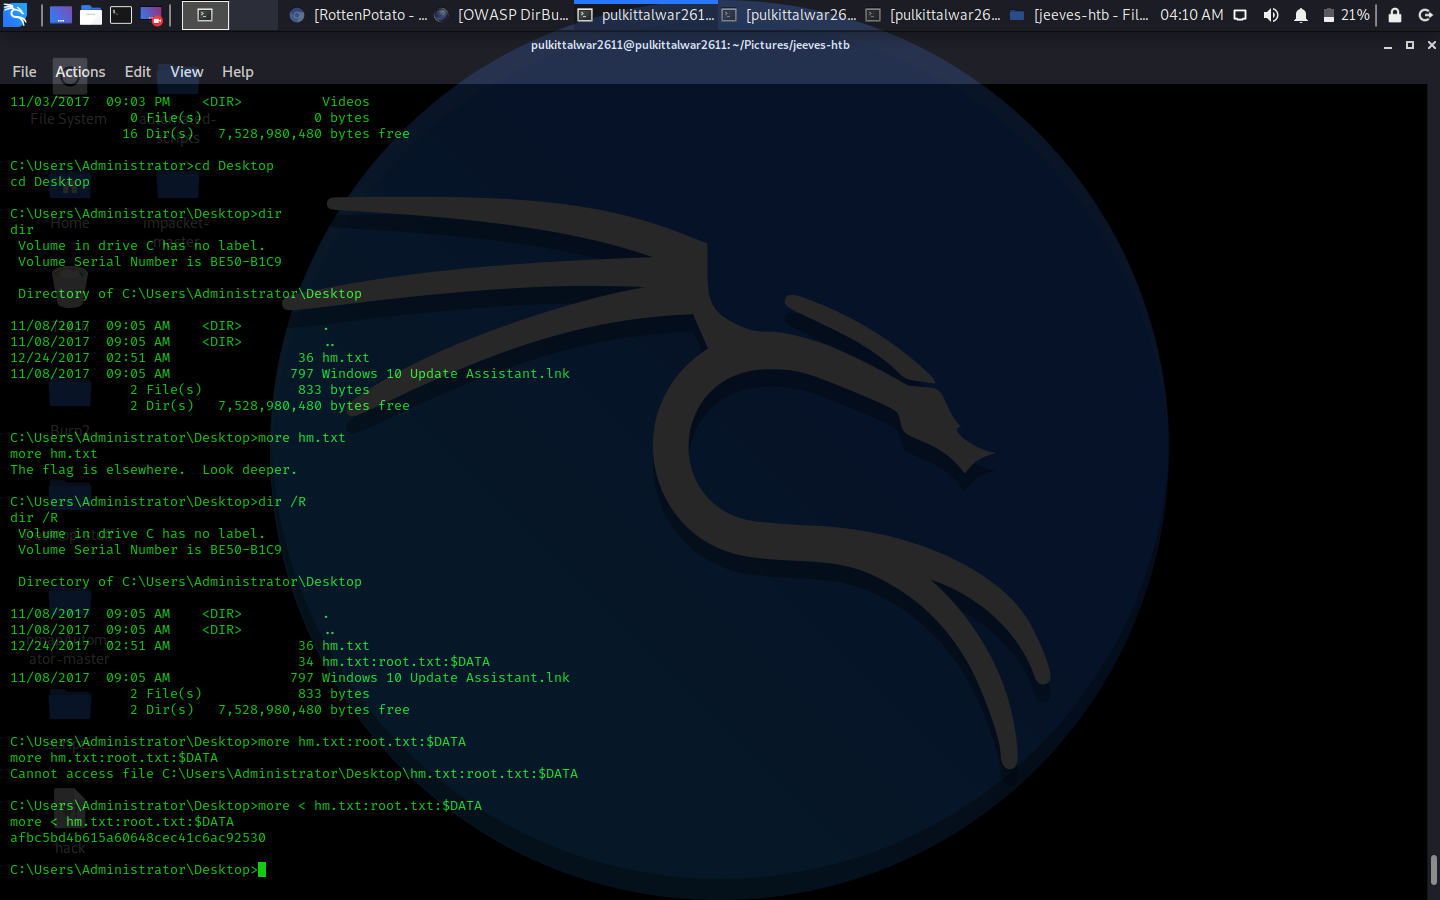 [RottenPotato - ... [OWASP DirBu... pulkittalwar261... [pulkittalwar26... [pulkittalwar26... [jeeves-htb - Fil... 04:10 AM 21%
pulkittalwar2611@pulkittalwar2611: ~/Pictures/jeeves-htb
File Actions Edit View Help
11/03/2017  09:03 PM    <DIR>          Videos
               0 File(s)              0 bytes
              16 Dir(s)   7,528,980,480 bytes free
File System
scripts
C:\Users\Administrator>cd Desktop
cd Desktop
C:\Users\Administrator\Desktop>dir
dir
Home
impacket-
master
 Volume in drive C has no label.
 Volume Serial Number is BE50-B1C9
 Directory of C:\Users\Administrator\Desktop
11/08/2017  09:05 AM    <DIR>          .
11/08/2017  09:05 AM    <DIR>          ..
12/24/2017  02:51 AM                36 hm.txt
11/08/2017  09:05 AM               797 Windows 10 Update Assistant.lnk
               2 File(s)            833 bytes
               2 Dir(s)   7,528,980,480 bytes free
Burp2
C:\Users\Administrator\Desktop>more hm.txt
more hm.txt
The flag is elsewhere.  Look deeper.
C:\Users\Administrator\Desktop>dir /R
dir /R
 Volume in drive C has no label.
 Volume Serial Number is BE50-B1C9
 Directory of C:\Users\Administrator\Desktop
11/08/2017  09:05 AM    <DIR>          .
11/08/2017  09:05 AM    <DIR>          ..
12/24/2017  02:51 AM                36 hm.txt
                                    34 hm.txt:root.txt:$DATA
ator-master
11/08/2017  09:05 AM               797 Windows 10 Update Assistant.lnk
               2 File(s)            833 bytes
               2 Dir(s)   7,528,980,480 bytes free
C:\Users\Administrator\Desktop>more hm.txt:root.txt:$DATA
more hm.txt:root.txt:$DATA
Cannot access file C:\Users\Administrator\Desktop\hm.txt:root.txt:$DATA
C:\Users\Administrator\Desktop>more < hm.txt:root.txt:$DATA
more < hm.txt:root.txt:$DATA
afbc5bd4b615a60648cec41c6ac92530
hack
C:\Users\Administrator\Desktop>